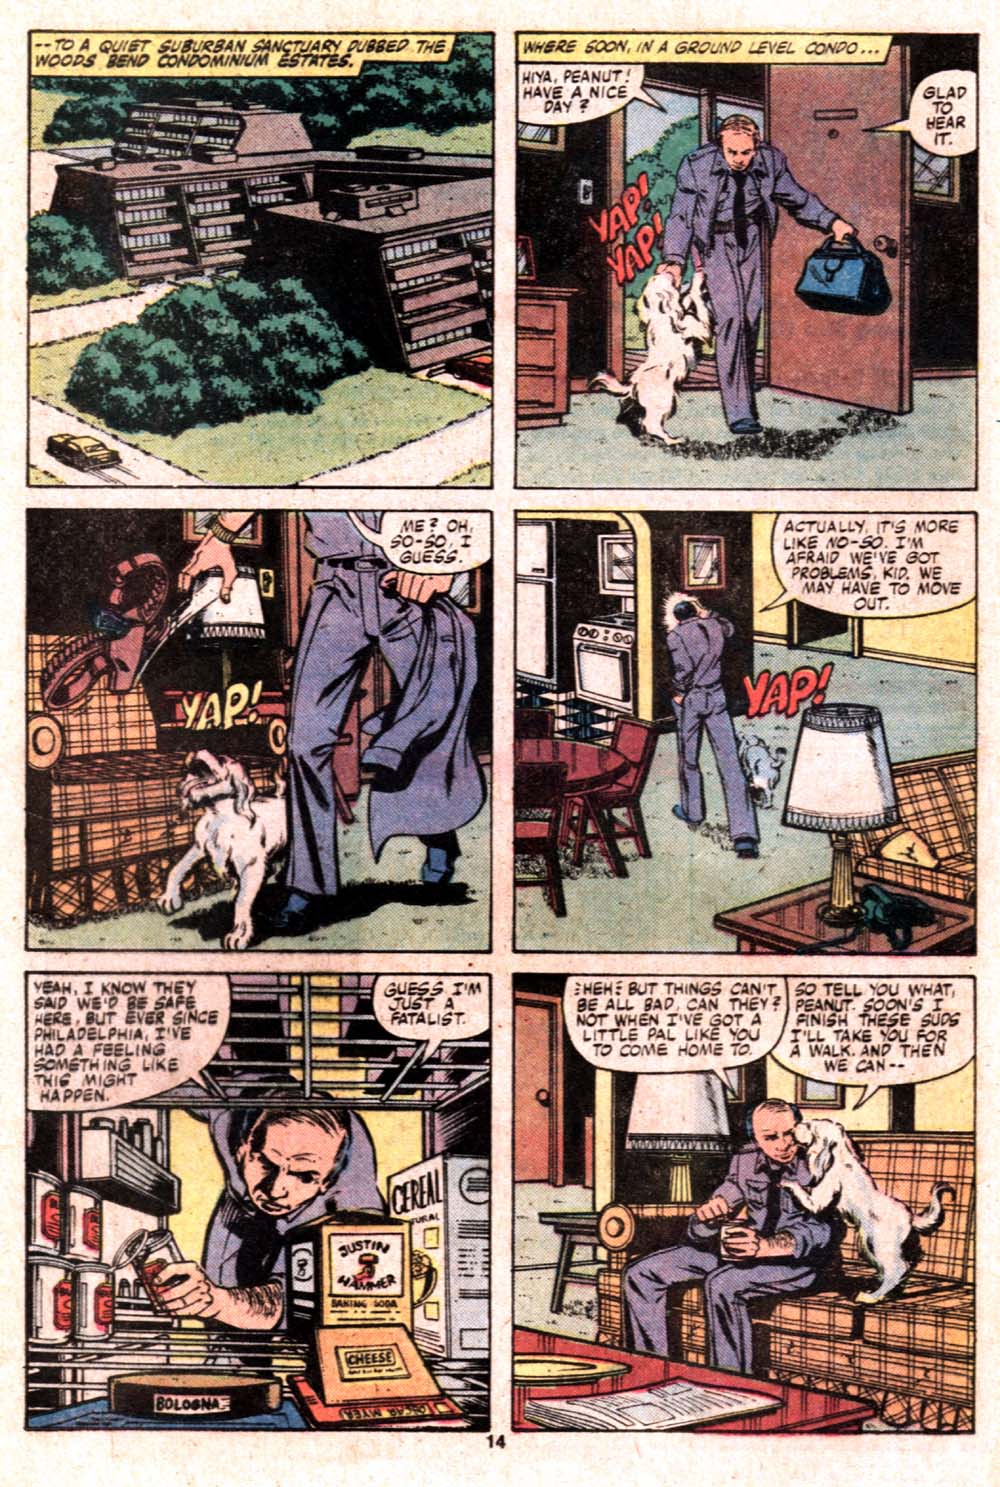 --TO A QUIET SUBURBAN SANCTUARY DUBBED THE
WOODS BEND CONDOMINIUM ESTATES.
WHERE SOON, IN A GROUND LEVEL CONDO...
HIYA, PEANUT!
HAVE A NICE
DAY?
GLAD
TO
HEAR
IT.
YAP!
YAP!
ME? OH,
SO-SO, I
GUESS.
YAP!
ACTUALLY, IT'S MORE
LIKE NO-SO. I'M
AFRAID WE'VE GOT
PROBLEMS, KID. WE
MAY HAVE TO MOVE
OUT.
YAP!
YEAH, I KNOW THEY
SAID WE'D BE SAFE
HERE, BUT EVER SINCE
PHILADELPHIA, I'VE
HAD A FEELING
SOMETHING LIKE
THIS MIGHT
HAPPEN.
GUESS I'M
JUST A
FATALIST.
CEREAL
JUSTIN
HAMMER
BAKING SODA
CHEESE
BOLOGNA
OSCAR MYER
HEH! BUT THINGS CAN'T
BE ALL BAD, CAN THEY?
NOT WHEN I'VE GOT A
LITTLE PAL LIKE YOU
TO COME HOME TO.
SO TELL YOU WHAT,
PEANUT. SOON'S I
FINISH THESE SUDS
I'LL TAKE YOU FOR
A WALK. AND THEN
WE CAN--
14